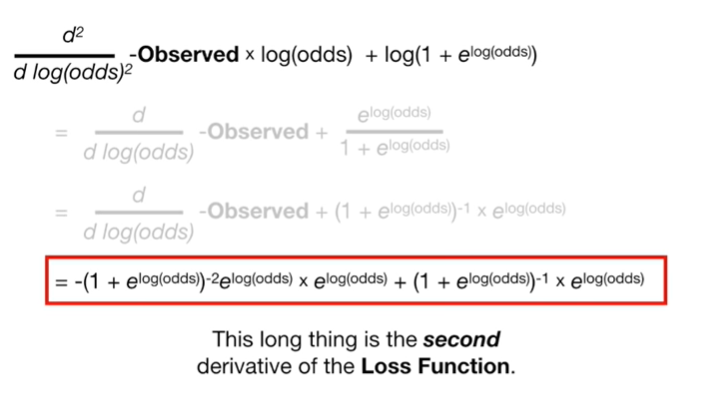 d²
d log(odds)²
-Observed x log(odds) + log(1 + e^log(odds))
= d
d log(odds)
-Observed + e^log(odds)
1 + e^log(odds)
= d
d log(odds)
-Observed + (1 + e^log(odds))^-1 x e^log(odds)
= -(1 + e^log(odds))^-2 e^log(odds) x e^log(odds) + (1 + e^log(odds))^-1 x e^log(odds)
This long thing is the second
derivative of the Loss Function.